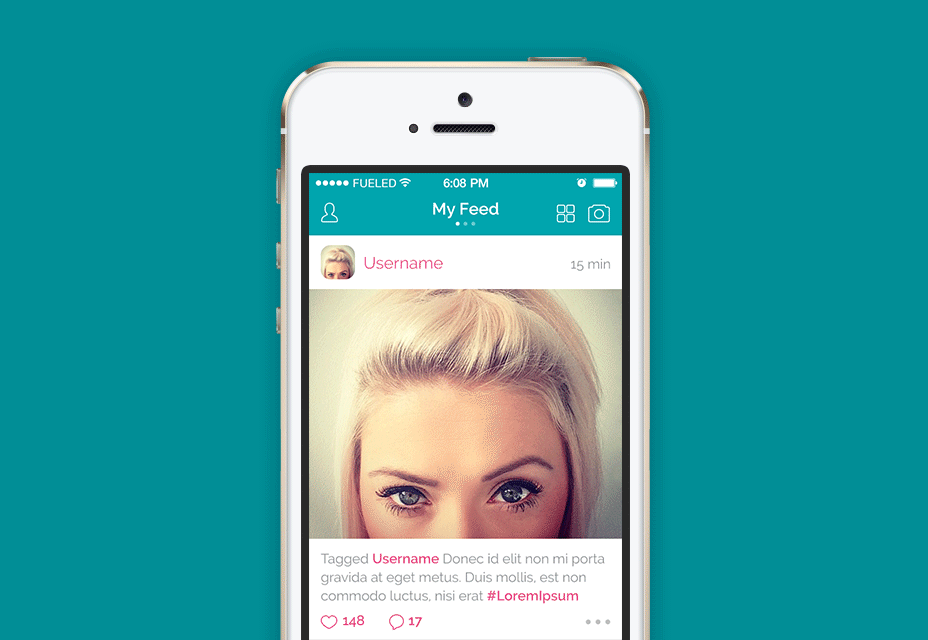 FUELED 6:08 PM
My Feed
Username 15 min
Tagged Username Donec id elit non mi porta
gravida at eget metus. Duis mollis, est non
commodo luctus, nisi erat #LoremIpsum
148 17